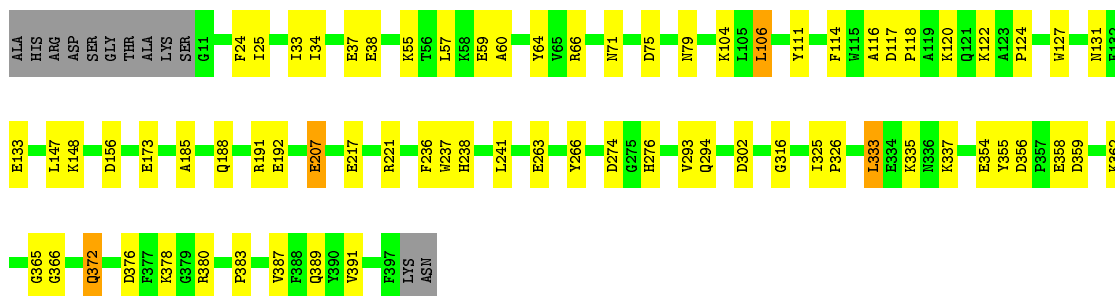 ALA HIS ARG ASP SER GLY THR ALA LYS SER G11 F24 I25 I33 I34 E37 E38 K55 T56 L57 K58 E59 A60 Y64 V65 R66 N71 D75 N79 K104 L105 L106 Y111 F114 W115 A116 D117 P118 A119 K120 Q121 K122 A123 P124 W127 N131
E133 L147 K148 D156 E173 A185 Q188 R191 E192 E207 E217 R221 F236 W237 H238 L241 E263 Y266 D274 G275 H276 V293 Q294 D302 G316 I325 P326 L333 E334 K335 N336 K337 E354 Y355 D356 P357 E358 D359
G365 G366 Q372 D376 F377 K378 G379 R380 P383 V387 F388 Q389 Y390 V391 F397 LYS ASN